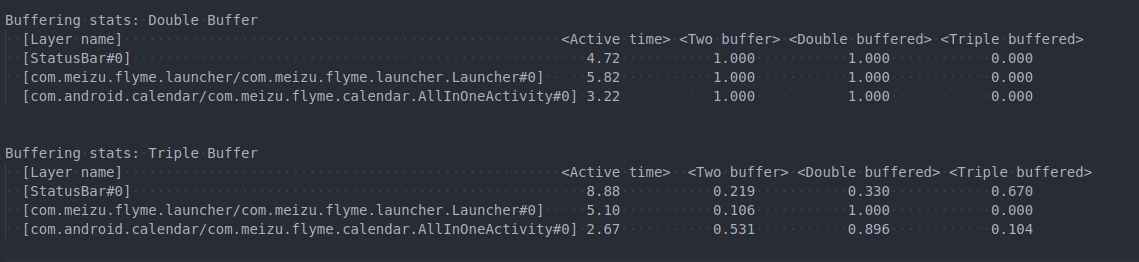 Buffering stats: Double Buffer
[Layer name] <Active time> <Two buffer> <Double buffered> <Triple buffered>
[StatusBar#0] 4.72 1.000 1.000 0.000
[com.meizu.flyme.launcher/com.meizu.flyme.launcher.Launcher#0] 5.82 1.000 1.000 0.000
[com.android.calendar/com.meizu.flyme.calendar.AllInOneActivity#0] 3.22 1.000 1.000 0.000
Buffering stats: Triple Buffer
[Layer name] <Active time> <Two buffer> <Double buffered> <Triple buffered>
[StatusBar#0] 8.88 0.219 0.330 0.670
[com.meizu.flyme.launcher/com.meizu.flyme.launcher.Launcher#0] 5.10 0.106 1.000 0.000
[com.android.calendar/com.meizu.flyme.calendar.AllInOneActivity#0] 2.67 0.531 0.896 0.104